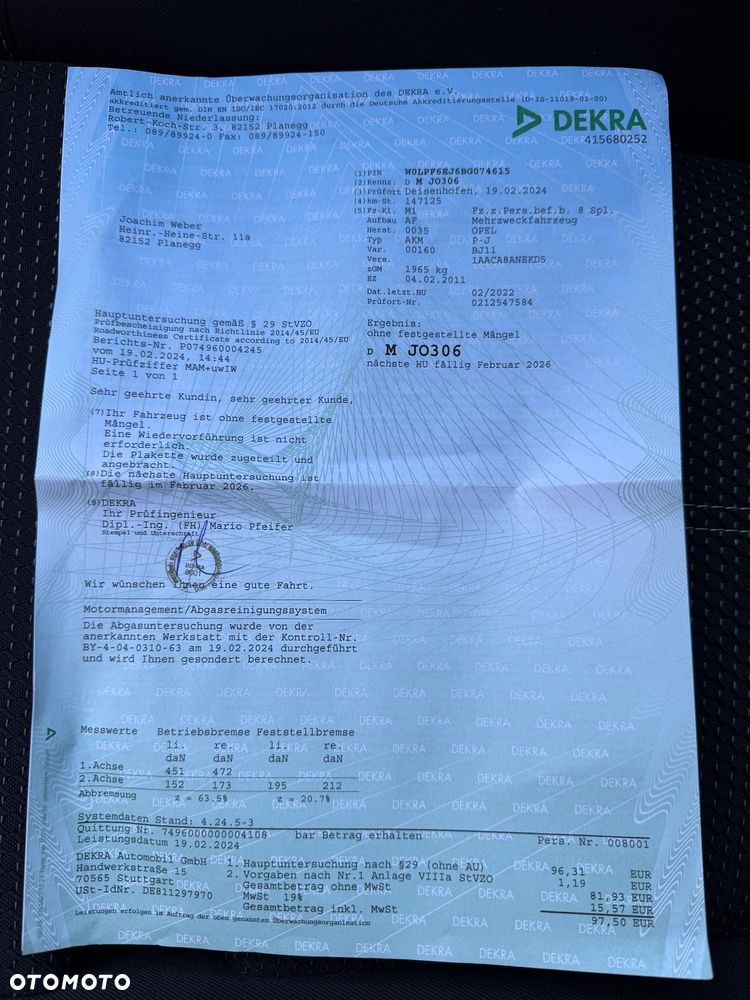 Amtlich anerkannte Überwachungsorganisation des DEKRA e.V.
akkreditiert gem. DIN EN ISO/IEC 17020:2012 durch die Deutsche Akkreditierungsstelle (D-IS-11019-01-00)
Betreuende Niederlassung:
Robert-Koch-Str. 3, 82152 Planegg
Tel.: 089/89924-0 Fax: 089/89924-150
DEKRA
415680252
(1) FIN W0LPF6EJ6BG074615
(2) Kennz. D M JO306
(3) Prüfort Deisenhofen, 19.02.2024
(4) km-St. 147125
(5) Fz-Kl. M1 Fz.z.Pers.bef.b. 8 Spl.
Aufbau AF Mehrzweckfahrzeug
Herst. 0035 OPEL
Typ AKM P-J
Var. 00160 BJ11
Vers. 1AACA8ANEKD5
zGM 1965 kg
EZ 04.02.2011
Dat.letzt.HU 02/2022
Prüfort-Nr. 0212547584
Joachim Weber
Heinr.-Heine-Str. 11a
82152 Planegg
Hauptuntersuchung gemäß § 29 StVZO
Prüfbescheinigung nach Richtlinie 2014/45/EU
Roadworthiness Certificate according to 2014/45/EU
Berichts-Nr. P074960004245
vom 19.02.2024, 14:44
HU-Prüfziffer MAM+uwIW
Seite 1 von 1
Ergebnis:
ohne festgestellte Mängel
D M JO306
nächste HU fällig Februar 2026
Sehr geehrte Kundin, sehr geehrter Kunde,
(7) Ihr Fahrzeug ist ohne festgestellte
Mängel.
Eine Wiedervorführung ist nicht
erforderlich.
Die Plakette wurde zugeteilt und
angebracht.
(8) Die nächste Hauptuntersuchung ist
fällig im Februar 2026.
(9) DEKRA
Ihr Prüfingenieur
Dipl.-Ing. (FH) Mario Pfeifer
Stempel und Unterschrift
DEKRA
8001
Wir wünschen Ihnen eine gute Fahrt.
Motormanagement/Abgasreinigungssystem
Die Abgasuntersuchung wurde von der
anerkannten Werkstatt mit der Kontroll-Nr.
BY-4-04-0310-63 am 19.02.2024 durchgeführt
und wird Ihnen gesondert berechnet.
Messwerte Betriebsbremse Feststellbremse
li. re. li. re.
daN daN daN daN
1.Achse 451 472
2.Achse 152 173 195 212
Abbremsung z = 63.5% z = 20.7%
Systemdaten Stand: 4.24.5-3
Quittung Nr. 7496000000004108 bar Betrag erhalten Pers. Nr. 008001
Leistungsdatum 19.02.2024
DEKRA Automobil GmbH 1. Hauptuntersuchung nach §29 (ohne AU) 96,31 EUR
Handwerkstraße 15 2. Vorgaben nach Nr.1 Anlage VIIIa StVZO 1,19 EUR
70565 Stuttgart Gesamtbetrag ohne MwSt 81,93 EUR
USt-IdNr. DE811297970 MwSt 19% 15,57 EUR
Gesamtbetrag inkl. MwSt 97,50 EUR
Leistungen erfolgen im Auftrag der oben genannten Überwachungsorganisation
OTOMOTO